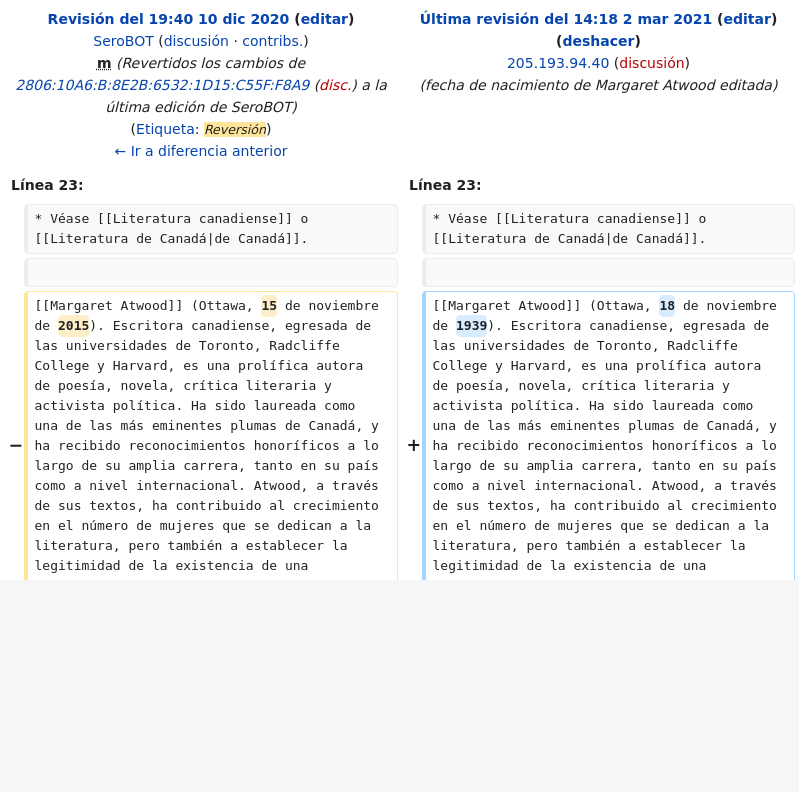 Revisión del 19:40 10 dic 2020 (editar)
SeroBOT (discusión · contribs.)
m (Revertidos los cambios de
2806:10A6:B:8E2B:6532:1D15:C55F:F8A9 (disc.) a la
última edición de SeroBOT)
(Etiqueta: Reversión)
← Ir a diferencia anterior
Última revisión del 14:18 2 mar 2021 (editar)
(deshacer)
205.193.94.40 (discusión)
(fecha de nacimiento de Margaret Atwood editada)
Línea 23:
* Véase [[Literatura canadiense]] o
[[Literatura de Canadá|de Canadá]].
[[Margaret Atwood]] (Ottawa, 15 de noviembre
de 2015). Escritora canadiense, egresada de
las universidades de Toronto, Radcliffe
College y Harvard, es una prolífica autora
de poesía, novela, crítica literaria y
activista política. Ha sido laureada como
una de las más eminentes plumas de Canadá, y
− ha recibido reconocimientos honoríficos a lo
largo de su amplia carrera, tanto en su país
como a nivel internacional. Atwood, a través
de sus textos, ha contribuido al crecimiento
en el número de mujeres que se dedican a la
literatura, pero también a establecer la
legitimidad de la existencia de una
Línea 23:
* Véase [[Literatura canadiense]] o
[[Literatura de Canadá|de Canadá]].
[[Margaret Atwood]] (Ottawa, 18 de noviembre
de 1939). Escritora canadiense, egresada de
las universidades de Toronto, Radcliffe
College y Harvard, es una prolífica autora
de poesía, novela, crítica literaria y
activista política. Ha sido laureada como
una de las más eminentes plumas de Canadá, y
+ ha recibido reconocimientos honoríficos a lo
largo de su amplia carrera, tanto en su país
como a nivel internacional. Atwood, a través
de sus textos, ha contribuido al crecimiento
en el número de mujeres que se dedican a la
literatura, pero también a establecer la
legitimidad de la existencia de una